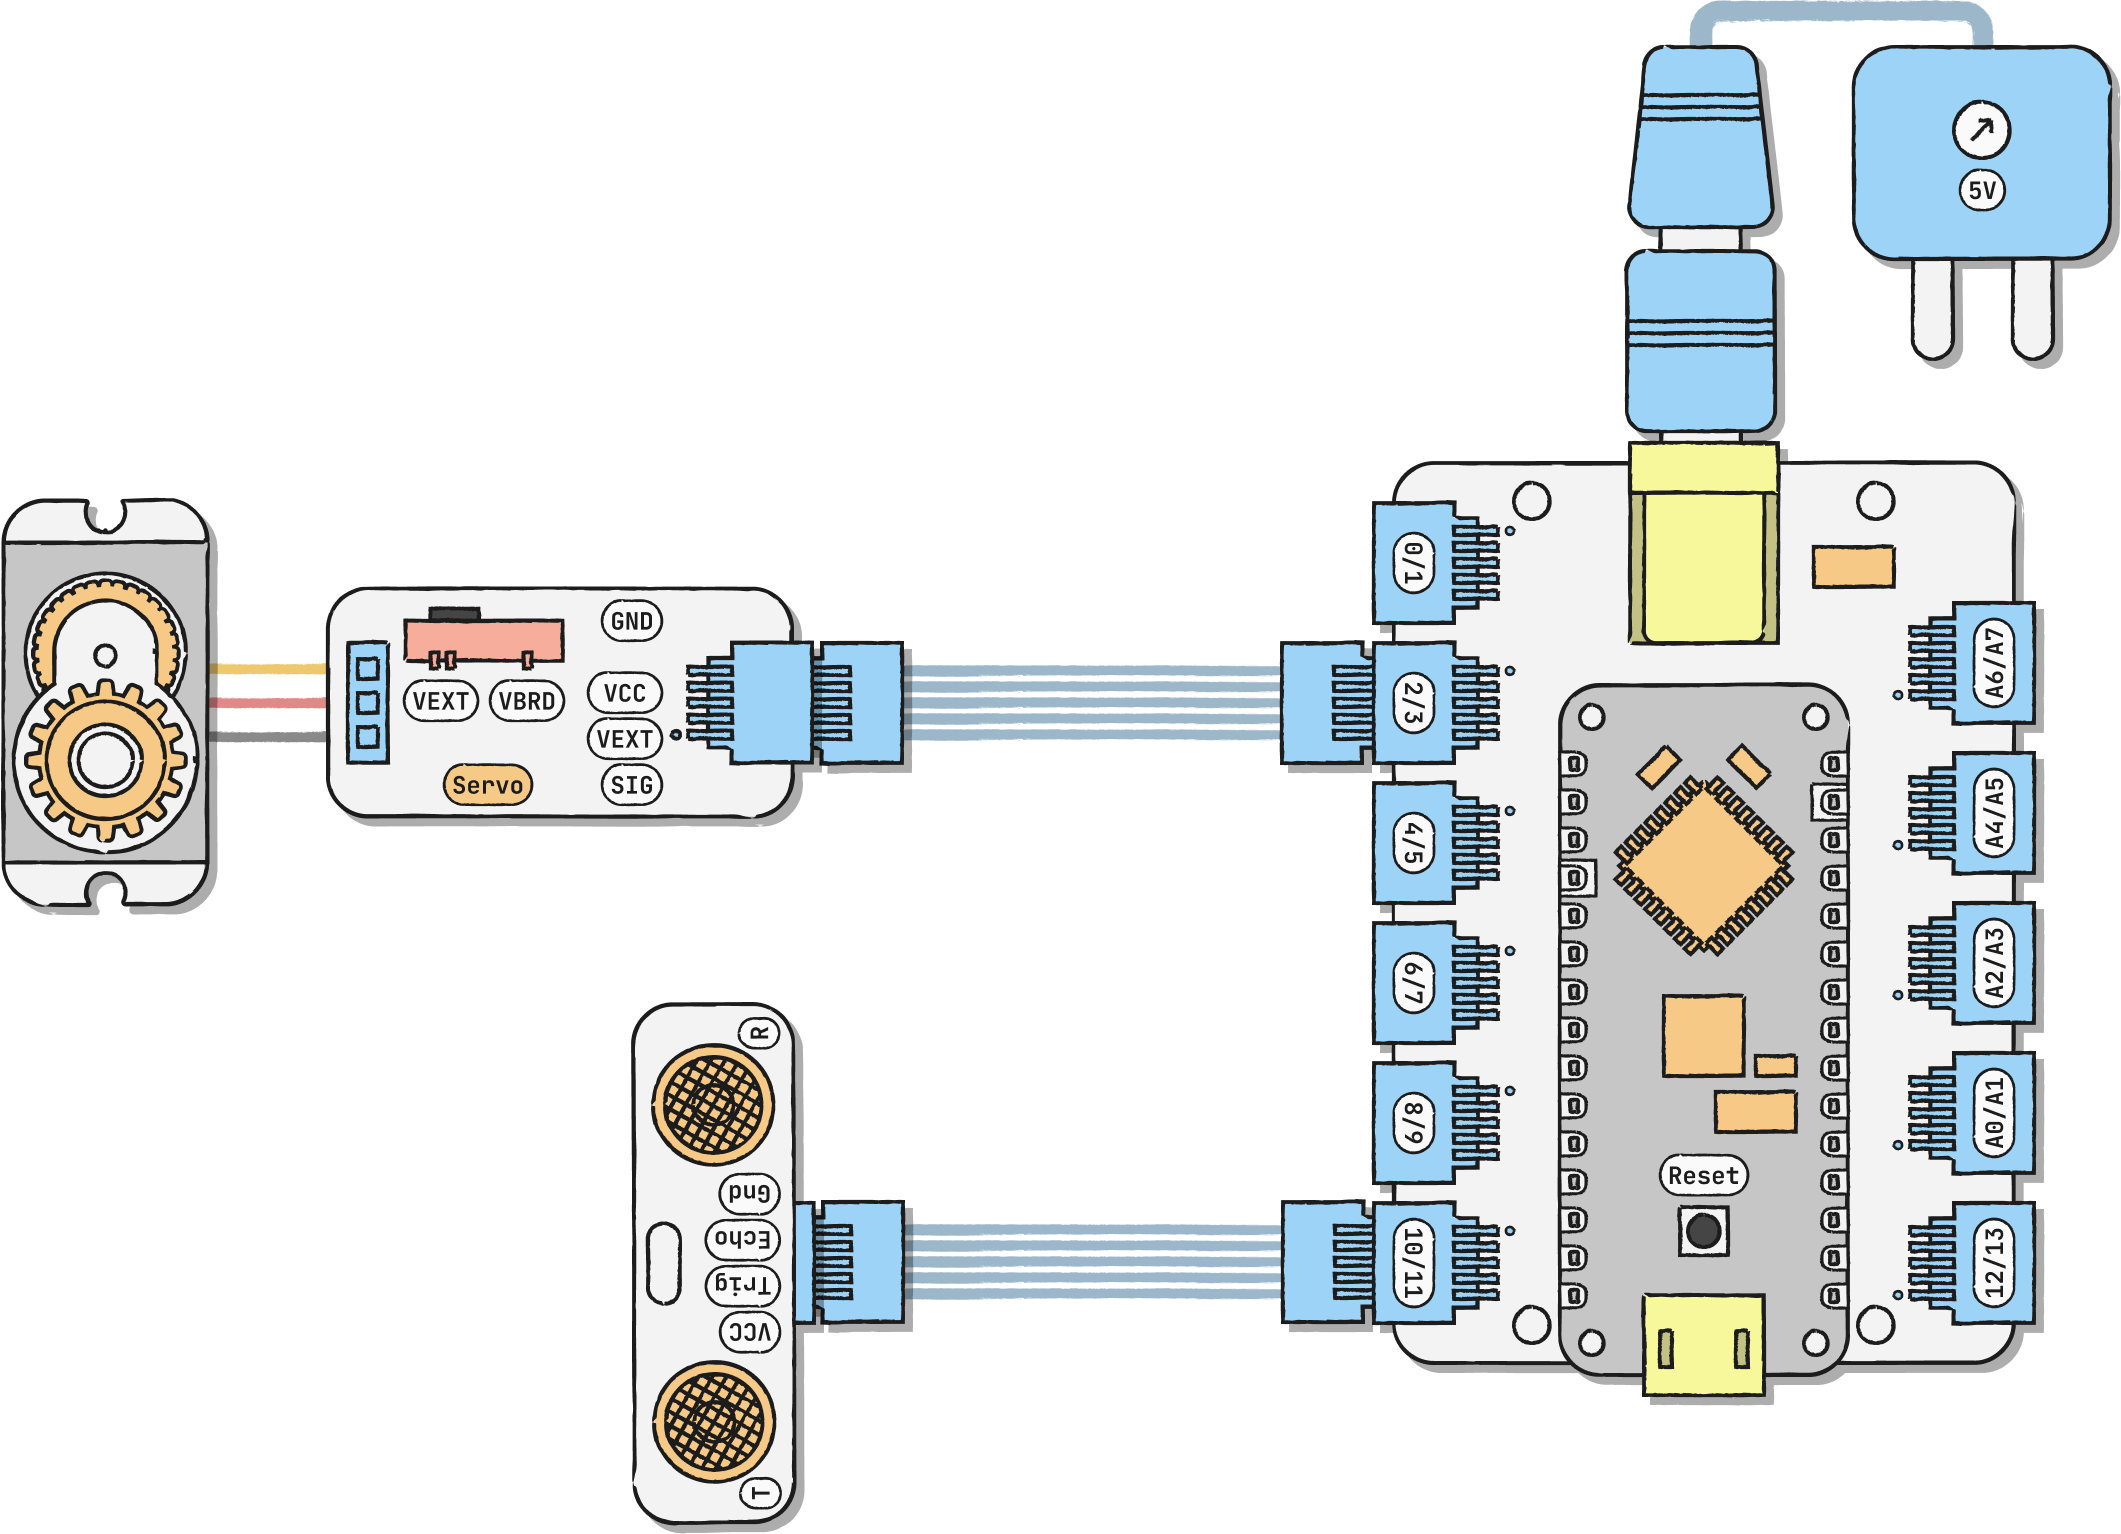 5V
0/1
2/3
4/5
6/7
8/9
10/11
A6/A7
A4/A5
A2/A3
A0/A1
12/13
Reset
GND
VCC
VEXT
SIG
VEXT VBRD
Servo
R
Gnd
Echo
Trig
VCC
T